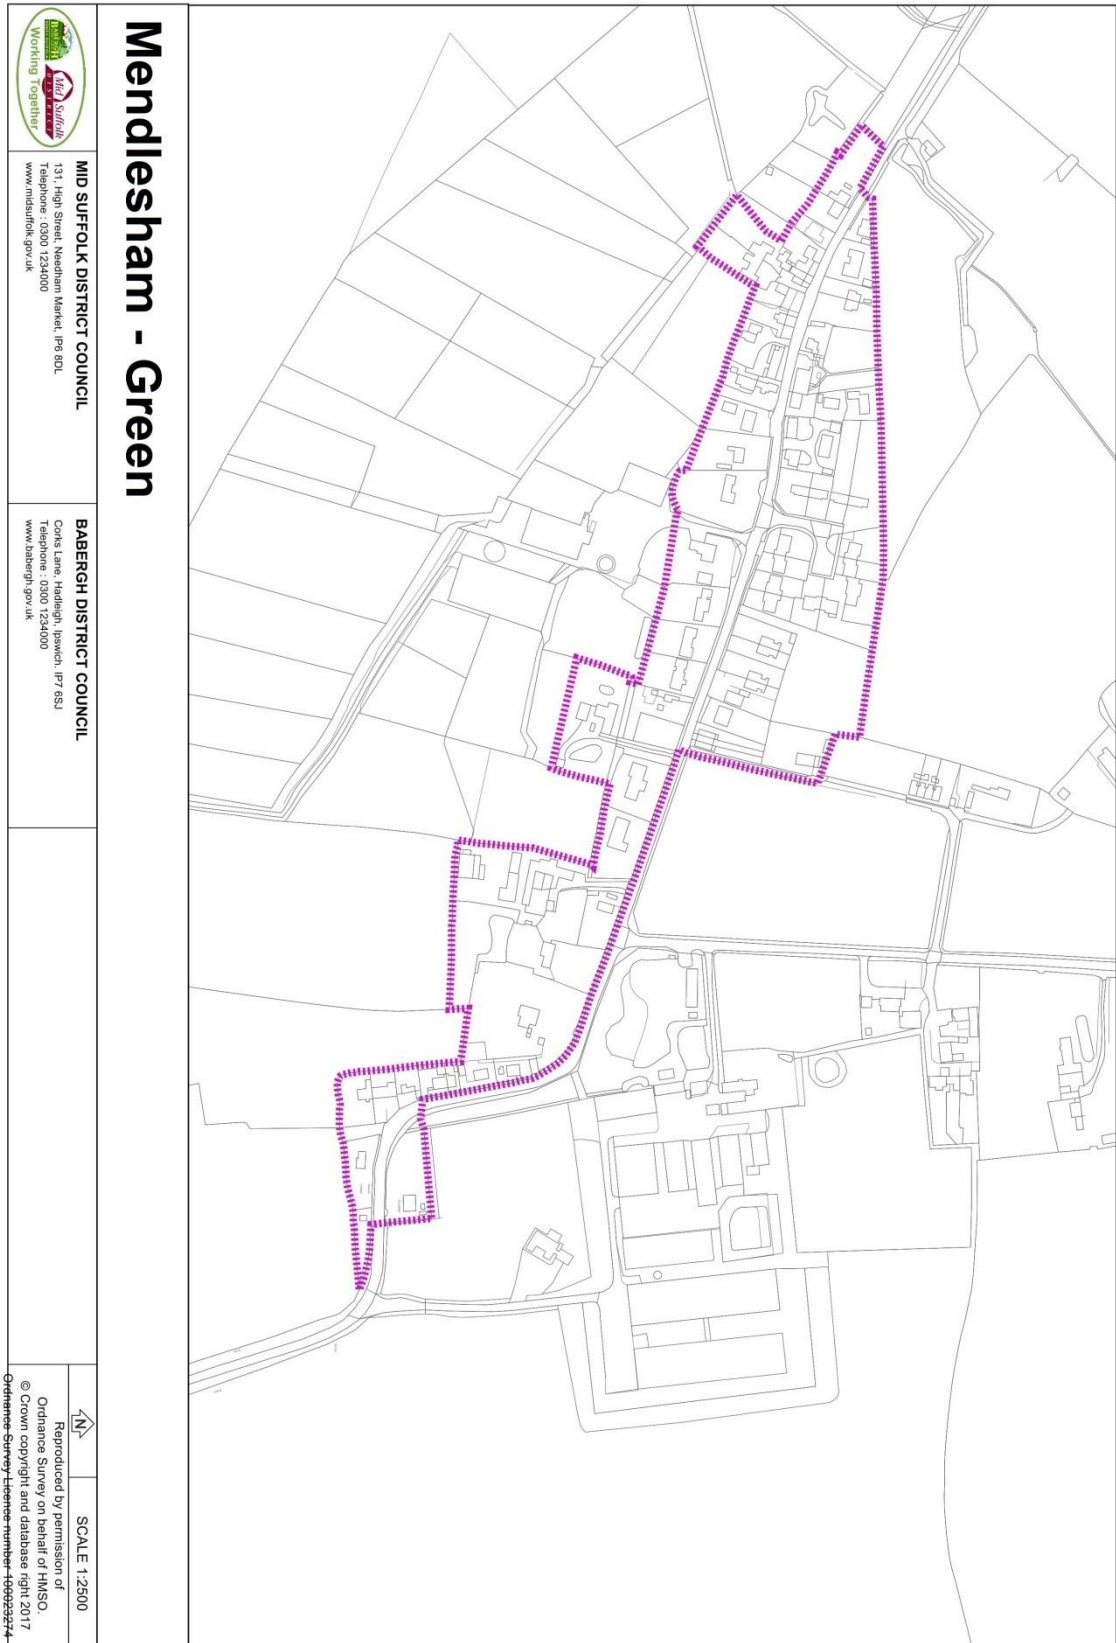 Mendlesham - Green
BABERGH
Mid Suffolk
DISTRICT
Working Together
MID SUFFOLK DISTRICT COUNCIL
131, High Street, Needham Market, IP6 8DL
Telephone : 0300 1234000
www.midsuffolk.gov.uk
BABERGH DISTRICT COUNCIL
Corks Lane, Hadleigh, Ipswich. IP7 6SJ
Telephone : 0300 1234000
www.babergh.gov.uk
N
SCALE 1:2500
Reproduced by permission of
Ordnance Survey on behalf of HMSO.
© Crown copyright and database right 2017
Ordnance Survey Licence number 100023274